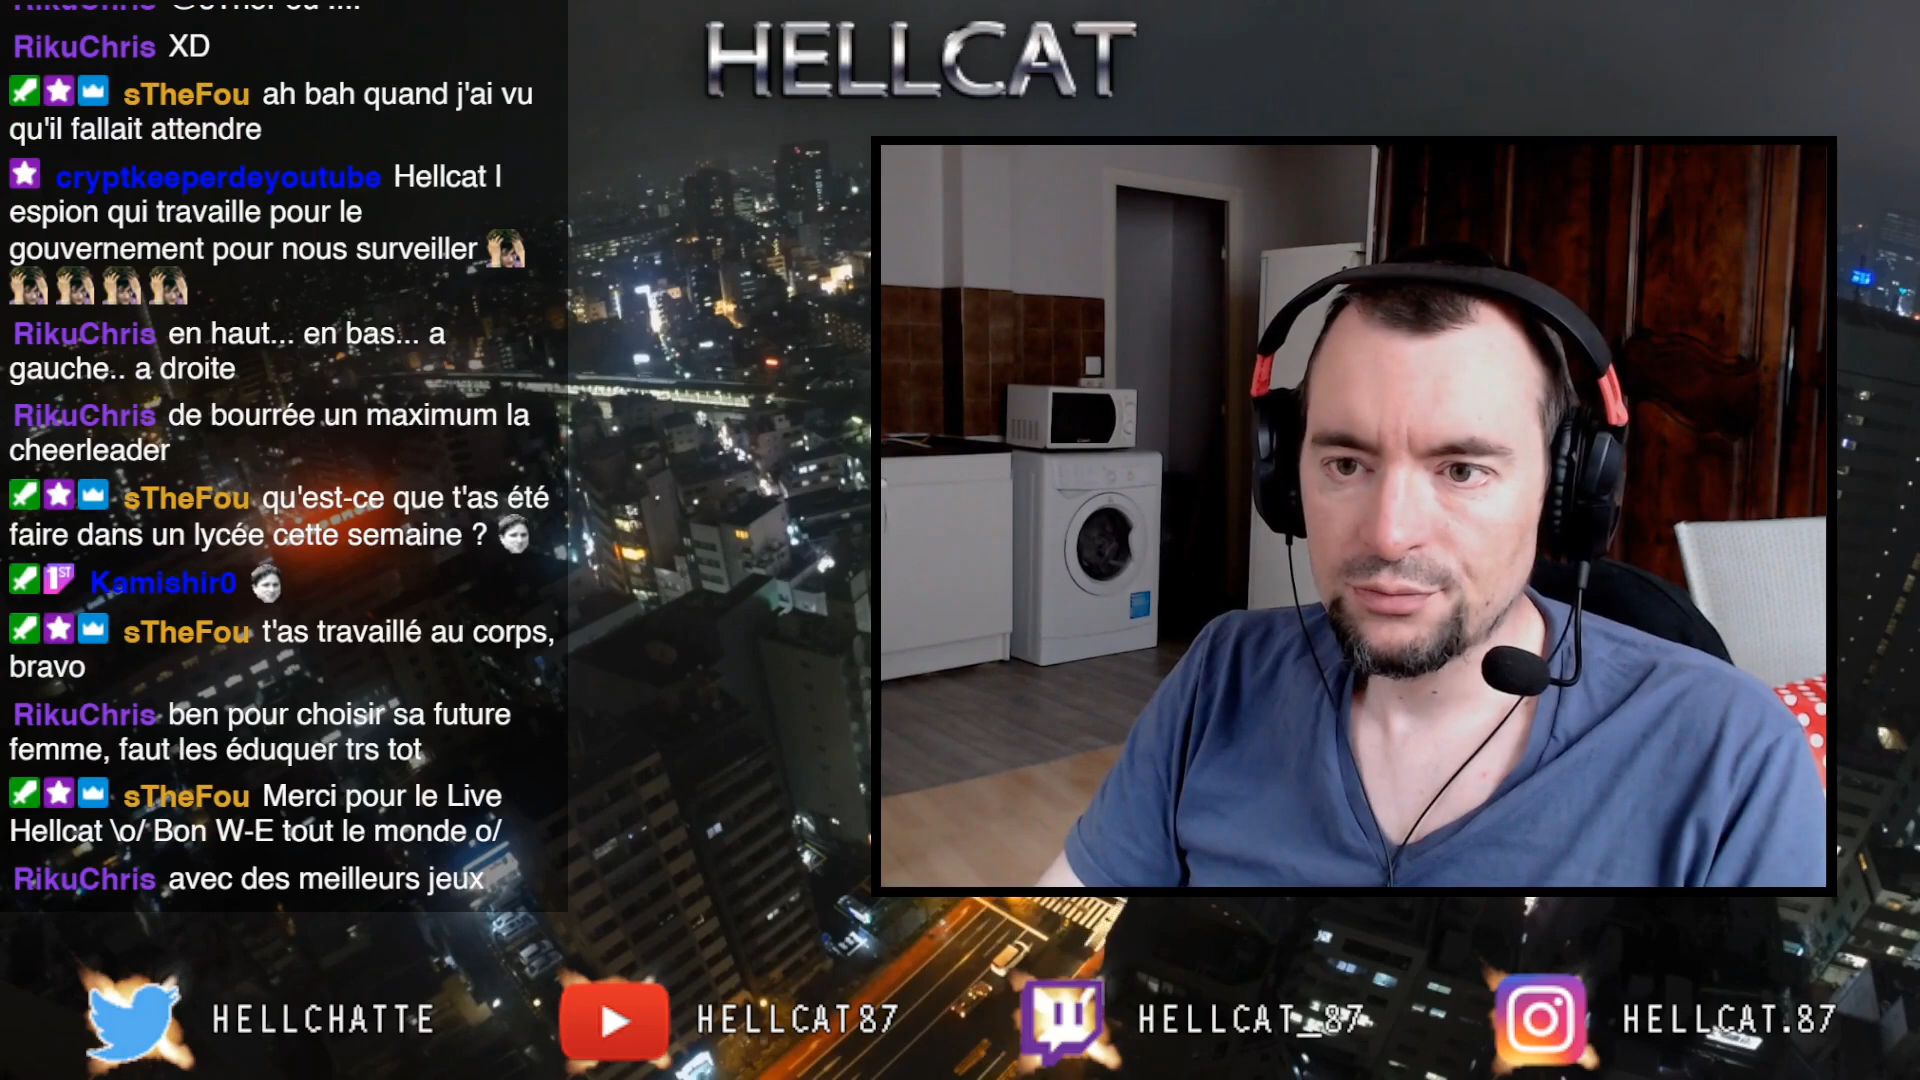 RikuChris
HELLCAT
RikuChris XD
sTheFou ah bah quand j'ai vu
qu'il fallait attendre
cryptkeeperdeyoutube Hellcat l
espion qui travaille pour le
gouvernement pour nous surveiller
RikuChris en haut... en bas... a
gauche.. a droite
RikuChris de bourrée un maximum la
cheerleader
sTheFou qu'est-ce que t'as été
faire dans un lycée cette semaine ?
1ST Kamishir0
sTheFou t'as travaillé au corps,
bravo
RikuChris ben pour choisir sa future
femme, faut les éduquer trs tot
sTheFou Merci pour le Live
Hellcat \o/ Bon W-E tout le monde o/
RikuChris avec des meilleurs jeux
HELLCHATTE
HELLCAT87
HELLCAT_87
HELLCAT.87